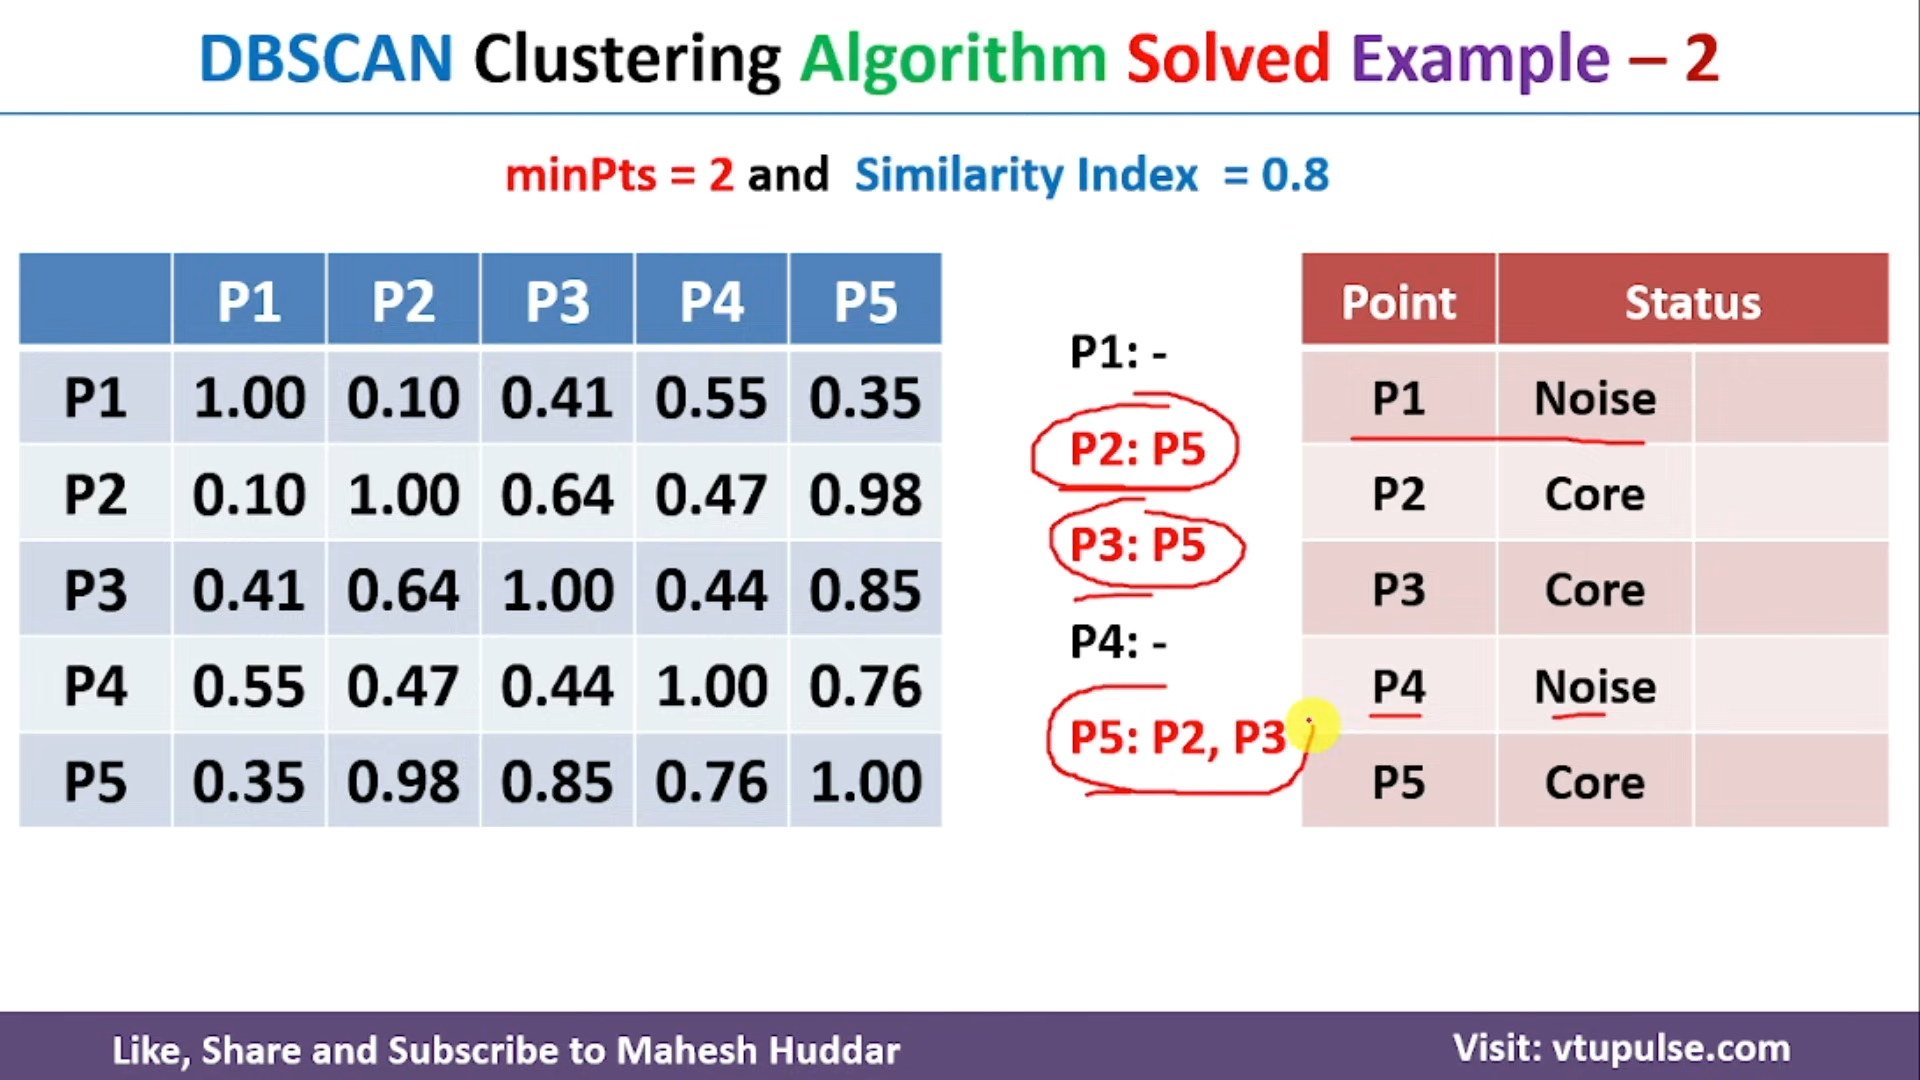 DBSCAN Clustering Algorithm Solved Example – 2
minPts = 2 and Similarity Index = 0.8
P1 P2 P3 P4 P5
P1 1.00 0.10 0.41 0.55 0.35
P2 0.10 1.00 0.64 0.47 0.98
P3 0.41 0.64 1.00 0.44 0.85
P4 0.55 0.47 0.44 1.00 0.76
P5 0.35 0.98 0.85 0.76 1.00
P1: -
P2: P5
P3: P5
P4: -
P5: P2, P3
Point Status
P1 Noise
P2 Core
P3 Core
P4 Noise
P5 Core
Like, Share and Subscribe to Mahesh Huddar
Visit: vtupulse.com